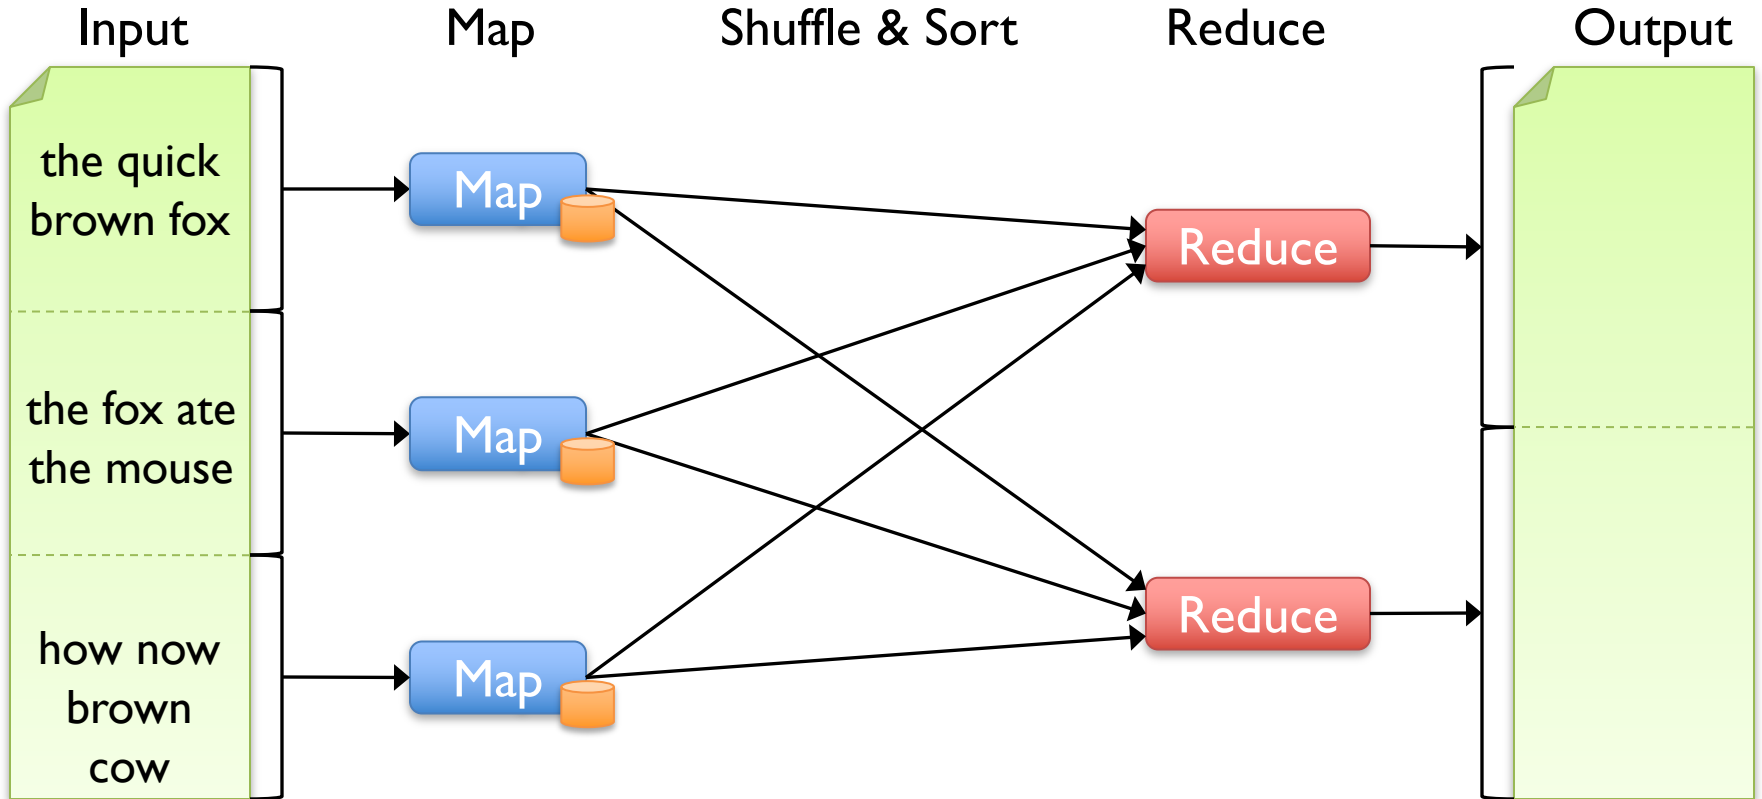 Input Map Shuffle & Sort Reduce Output
the quick
brown fox
Map
Reduce
the fox ate
the mouse
Map
how now
brown
cow
Map
Reduce